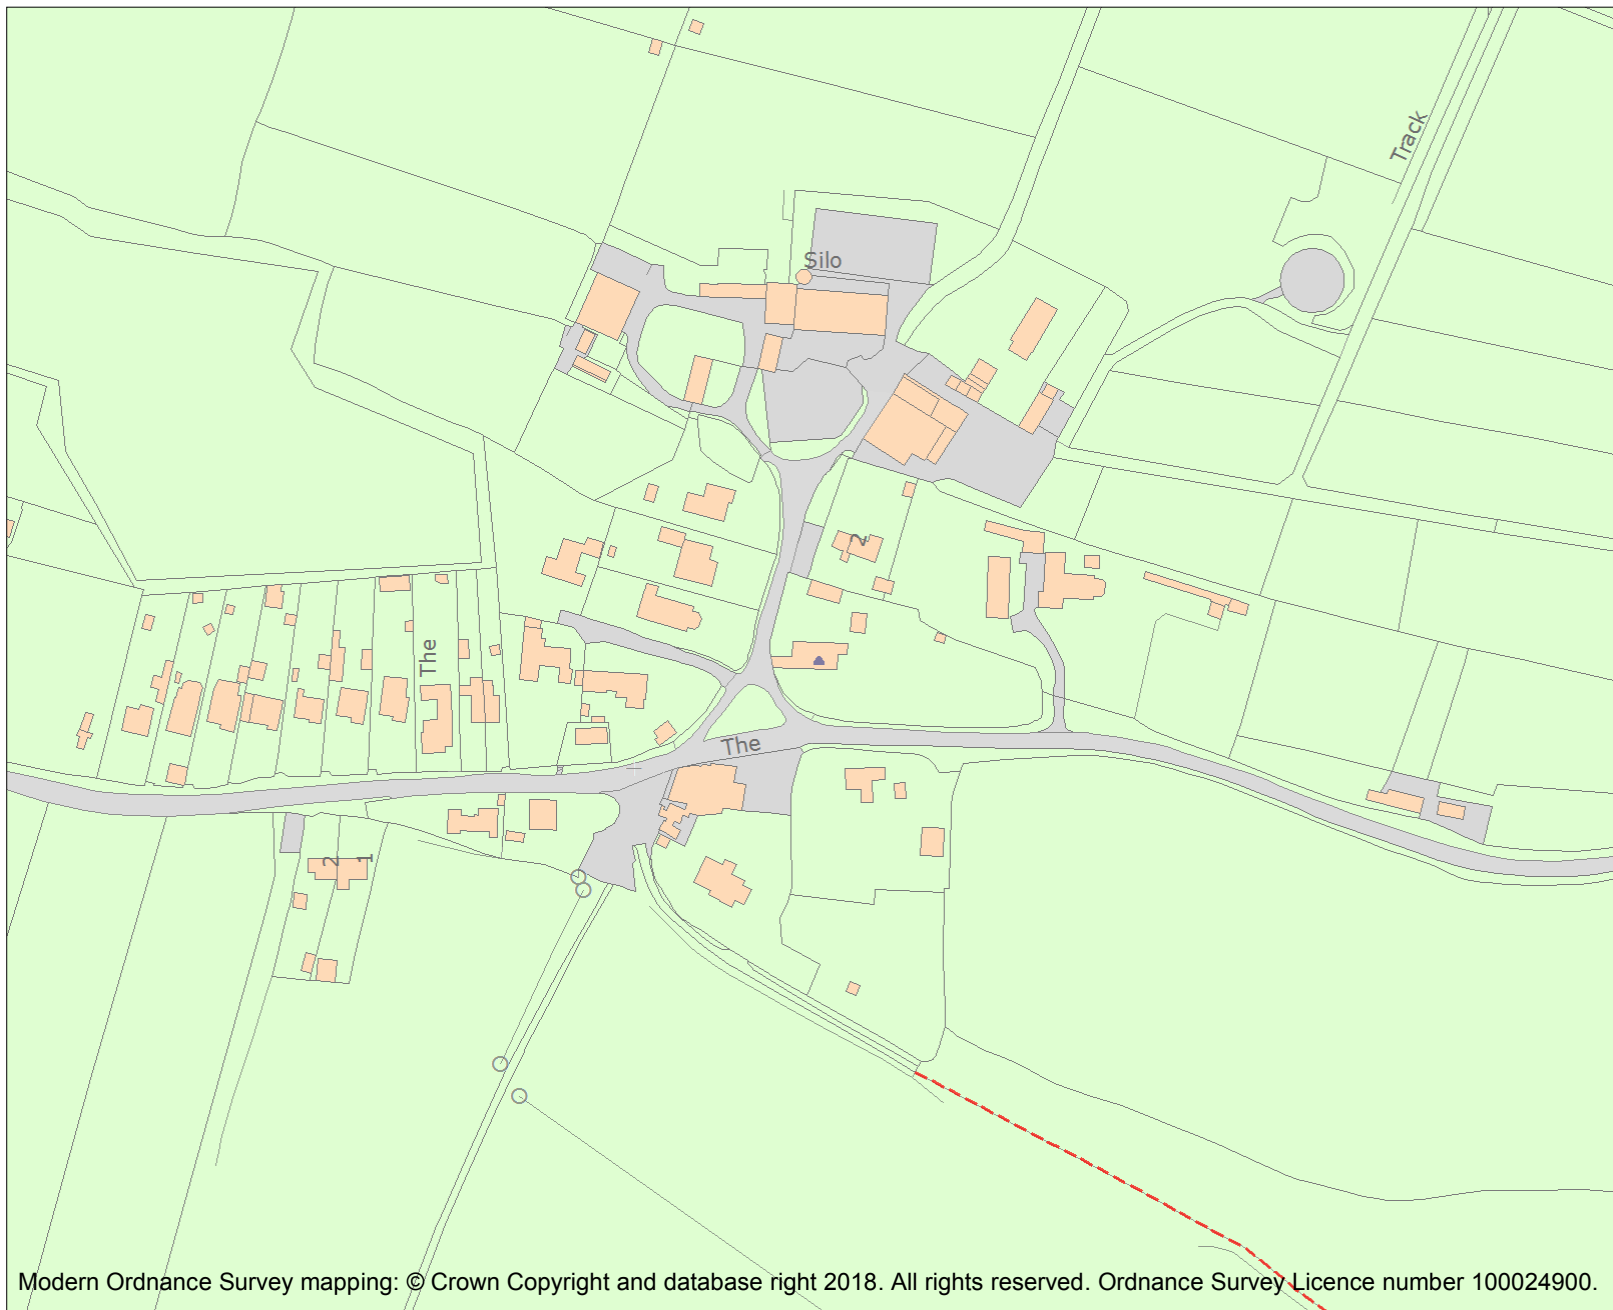 Track
Silo
2
The
The
2
1
Modern Ordnance Survey mapping: © Crown Copyright and database right 2018. All rights reserved. Ordnance Survey Licence number 100024900.